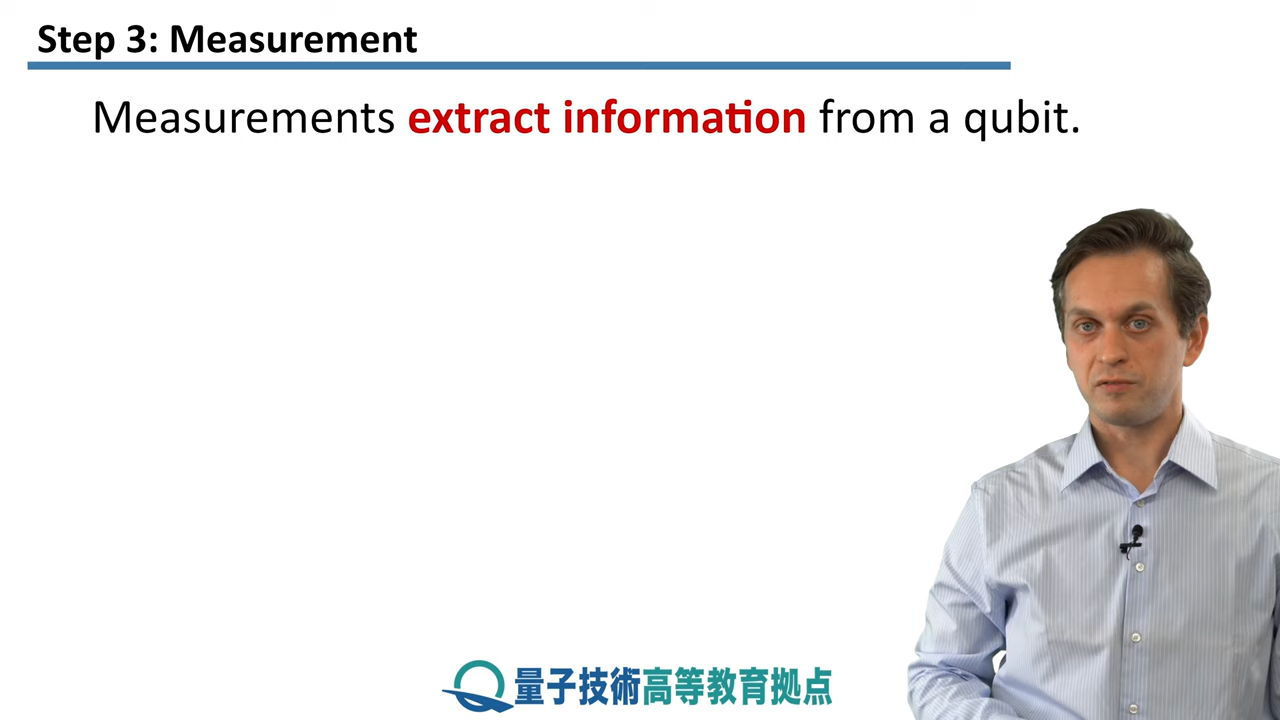 Step 3: Measurement
Measurements extract information from a qubit.
量子技術高等教育拠点